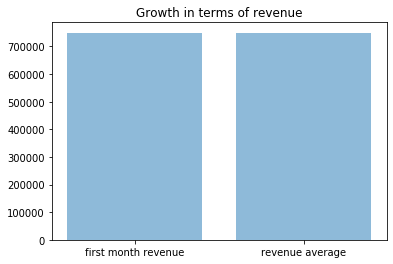 Growth in terms of revenue
700000
600000
500000
400000
300000
200000
100000
0
first month revenue
revenue average